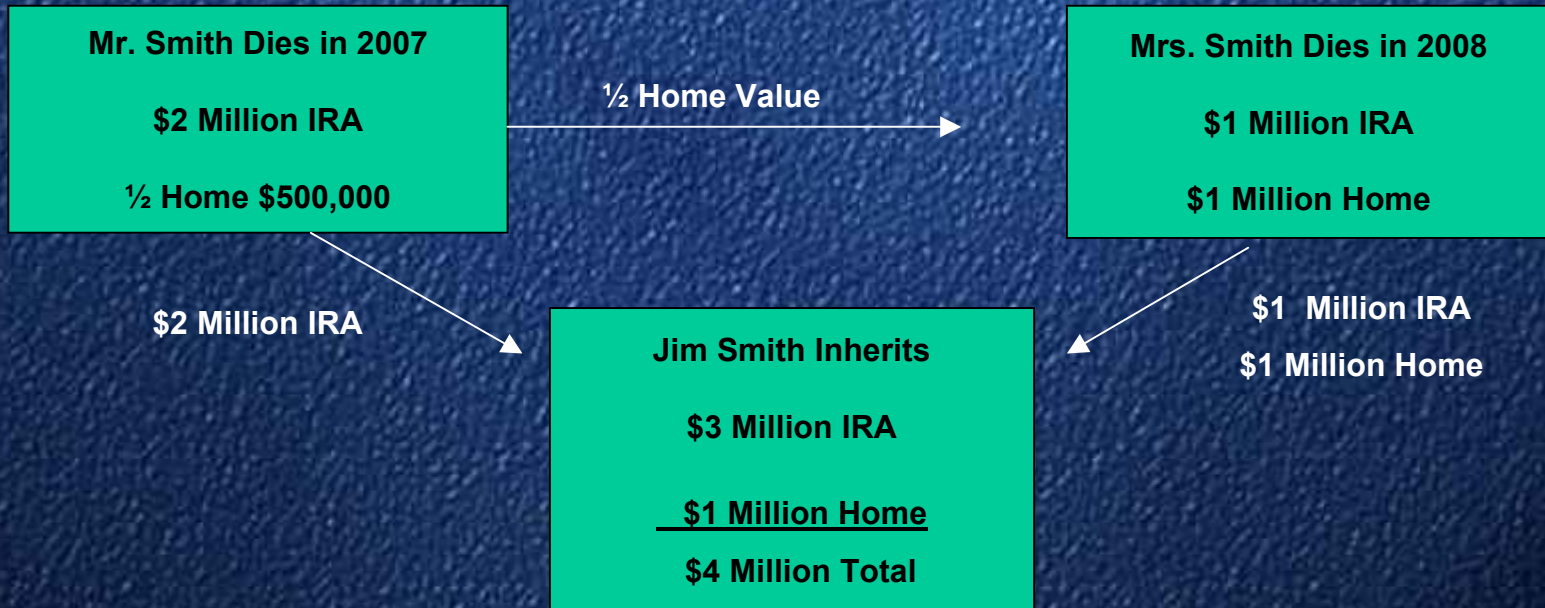 Mr. Smith Dies in 2007
$2 Million IRA
½ Home $500,000
½ Home Value
Mrs. Smith Dies in 2008
$1 Million IRA
$1 Million Home
$2 Million IRA
$1 Million IRA
$1 Million Home
Jim Smith Inherits
$3 Million IRA
$1 Million Home
$4 Million Total